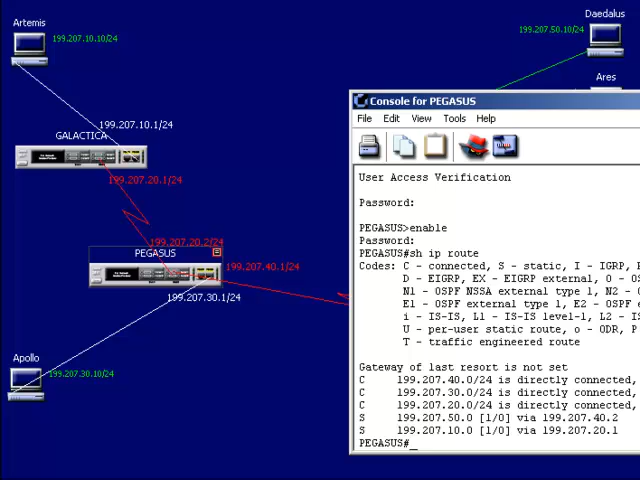 Artemis
199.207.10.10/24
Daedalus
199.207.50.10/24
Ares
199.207.10.1/24
GALACTICA
199.207.20.1/24
199.207.20.2/24
PEGASUS
199.207.40.1/24
199.207.30.1/24
Apollo
199.207.30.10/24
Console for PEGASUS
File Edit View Tools Help
User Access Verification
Password:
PEGASUS>enable
Password:
PEGASUS#sh ip route
Codes: C - connected, S - static, I - IGRP,
D - EIGRP, EX - EIGRP external, O -
N1 - OSPF NSSA external type 1, N2 -
E1 - OSPF external type 1, E2 - OSPF
i - IS-IS, L1 - IS-IS level-1, L2 -
U - per-user static route, o - ODR,
T - traffic engineered route
Gateway of last resort is not set
C 199.207.40.0/24 is directly connected,
C 199.207.30.0/24 is directly connected,
C 199.207.20.0/24 is directly connected,
S 199.207.50.0 [1/0] via 199.207.40.2
S 199.207.10.0 [1/0] via 199.207.20.1
PEGASUS#_